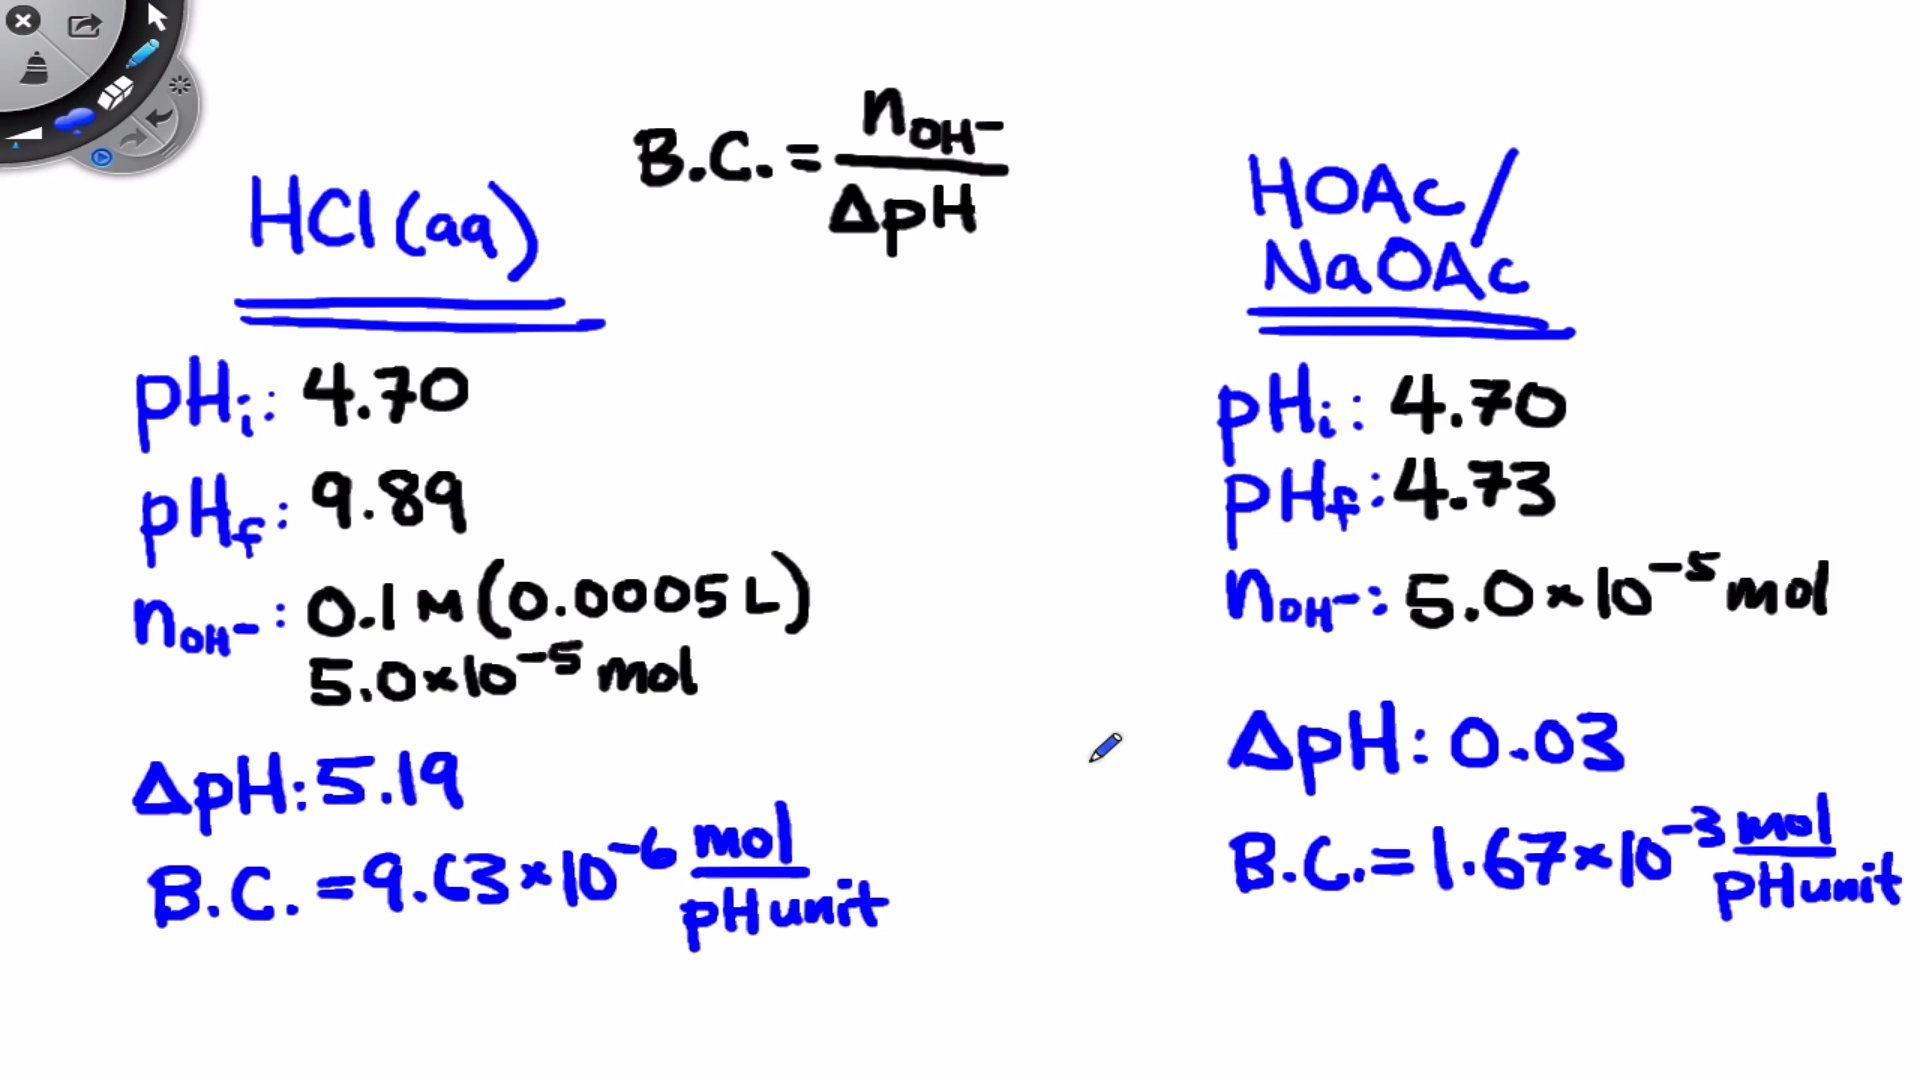 B.C. = n_OH⁻ / ΔpH
HCl(aq)
pHᵢ: 4.70
pH_f: 9.89
n_OH⁻: 0.1 M (0.0005 L)
5.0×10⁻⁵ mol
ΔpH: 5.19
B.C. = 9.63×10⁻⁶ mol/pH unit
HOAc/
NaOAc
pHᵢ: 4.70
pH_f: 4.73
n_OH⁻: 5.0×10⁻⁵ mol
ΔpH: 0.03
B.C. = 1.67×10⁻³ mol/pH unit